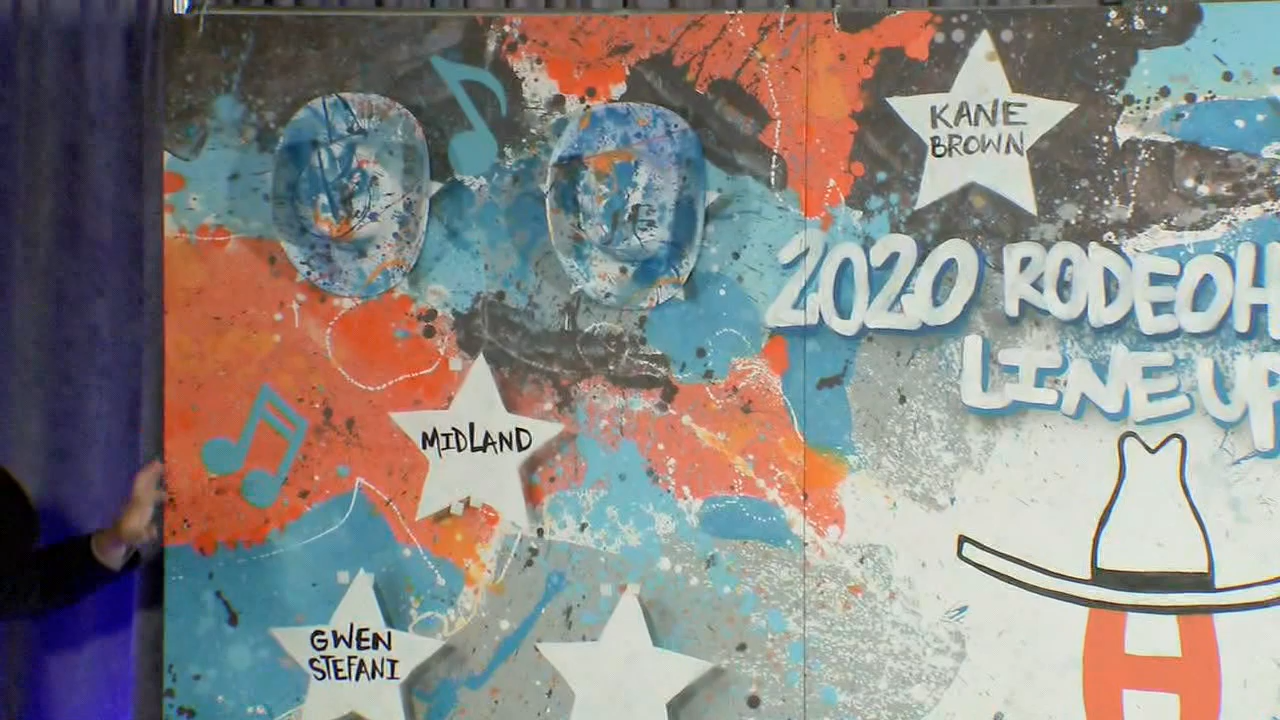 KANE
BROWN
2020 RODEOH
LINE UP
MIDLAND
GWEN
STEFANI
H